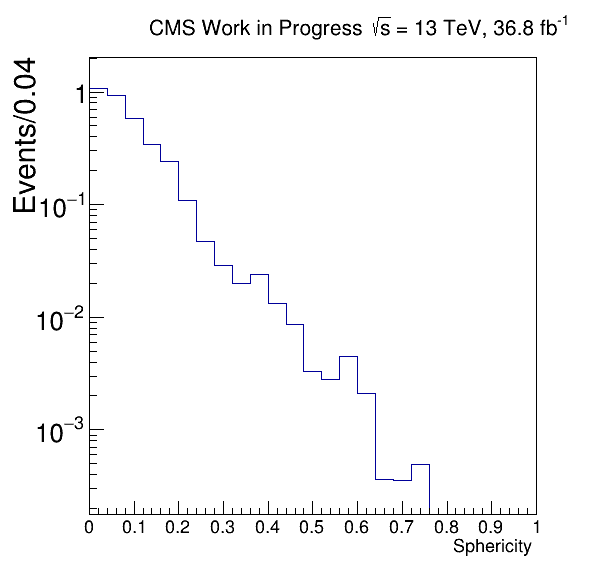 CMS Work in Progress √s = 13 TeV, 36.8 fb⁻¹
Events/0.04
1
10⁻¹
10⁻²
10⁻³
0 0.1 0.2 0.3 0.4 0.5 0.6 0.7 0.8 0.9 1
Sphericity